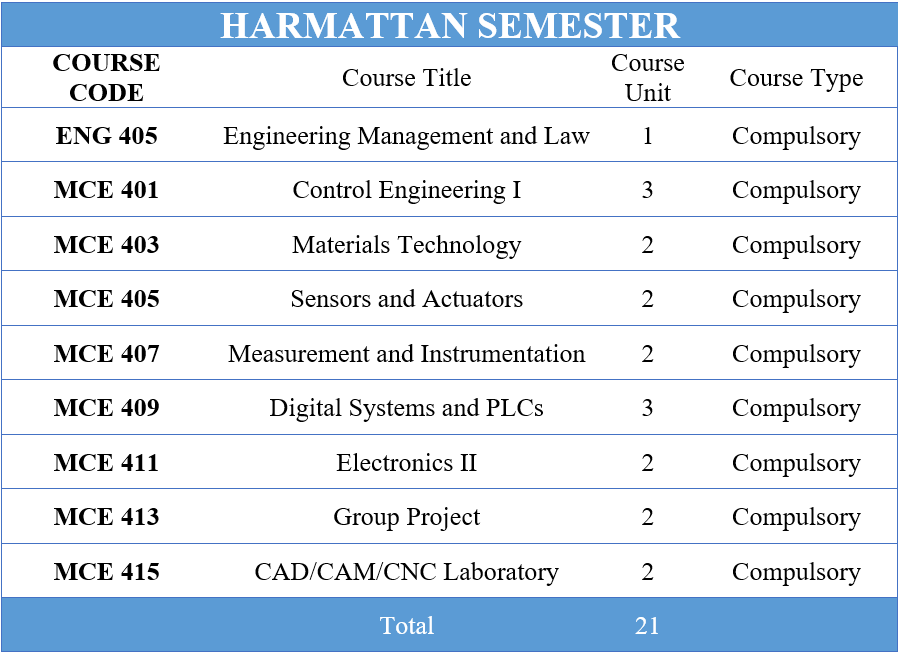 HARMATTAN SEMESTER
COURSE CODE Course Title Course Unit Course Type
ENG 405 Engineering Management and Law 1 Compulsory
MCE 401 Control Engineering I 3 Compulsory
MCE 403 Materials Technology 2 Compulsory
MCE 405 Sensors and Actuators 2 Compulsory
MCE 407 Measurement and Instrumentation 2 Compulsory
MCE 409 Digital Systems and PLCs 3 Compulsory
MCE 411 Electronics II 2 Compulsory
MCE 413 Group Project 2 Compulsory
MCE 415 CAD/CAM/CNC Laboratory 2 Compulsory
Total 21